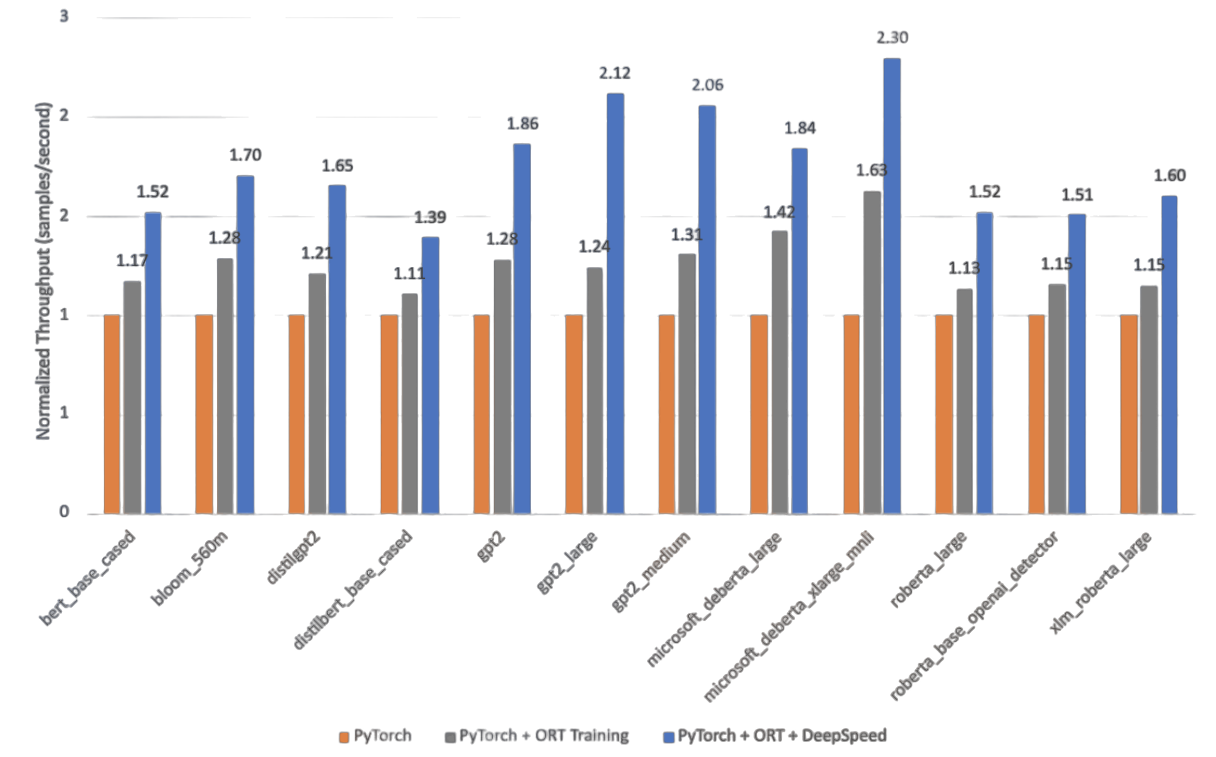 Normalized Throughput (samples/second)
3
2
2
1
1
0
1.17
1.52
1.28
1.70
1.21
1.65
1.11
1.39
1.28
1.86
1.24
2.12
1.31
2.06
1.42
1.84
1.63
2.30
1.13
1.52
1.15
1.51
1.15
1.60
bert_base_cased
bloom_560m
distilgpt2
distilbert_base_cased
gpt2
gpt2_large
gpt2_medium
microsoft_deberta_large
microsoft_deberta_xlarge_mnli
roberta_large
roberta_base_openai_detector
xlm_roberta_large
PyTorch
PyTorch + ORT Training
PyTorch + ORT + DeepSpeed